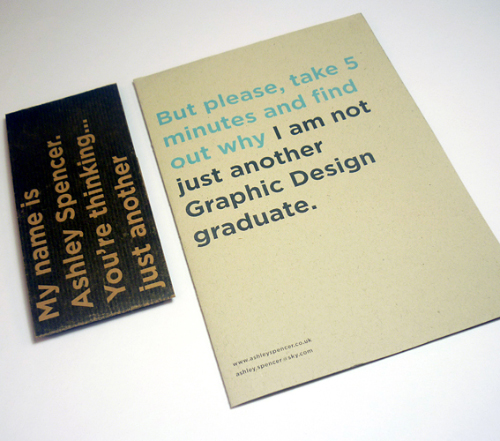 My name is
Ashley Spencer.
You're thinking...
just another
But please, take 5
minutes and find
out why I am not
just another
Graphic Design
graduate.
www.ashleyspencer.co.uk
ashley.spencer@sky.com